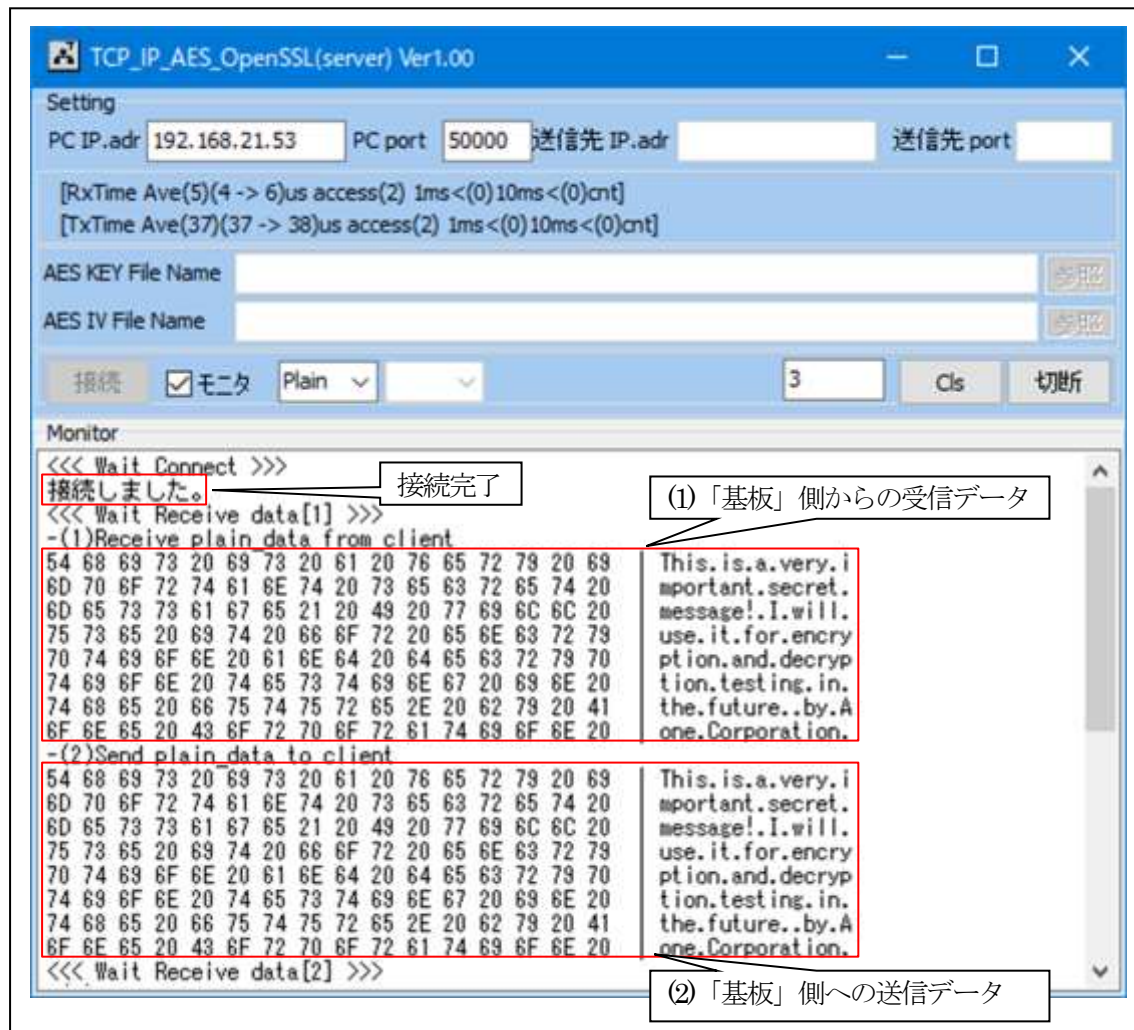 TCP_IP_AES_OpenSSL(server) Ver1.00
Setting
PC IP.adr 192.168.21.53 PC port 50000 送信先 IP.adr 送信先 port
[RxTime Ave(5)(4 -> 6)us access(2) 1ms<(0)10ms<(0)cnt]
[TxTime Ave(37)(37 -> 38)us access(2) 1ms<(0)10ms<(0)cnt]
AES KEY File Name 参照
AES IV File Name 参照
接続 モニタ Plain 3 Cls 切断
Monitor
<<< Wait Connect >>>
接続しました。 接続完了
(1)「基板」側からの受信データ
<<< Wait Receive data[1] >>>
-(1)Receive plain_data from client
54 68 69 73 20 69 73 20 61 20 76 65 72 79 20 69 | This.is.a.very.i
6D 70 6F 72 74 61 6E 74 20 73 65 63 72 65 74 20 | mportant.secret.
6D 65 73 73 61 67 65 21 20 49 20 77 69 6C 6C 20 | message!.I.will.
75 73 65 20 69 74 20 66 6F 72 20 65 6E 63 72 79 | use.it.for.encry
70 74 69 6F 6E 20 61 6E 64 20 64 65 63 72 79 70 | ption.and.decryp
74 69 6F 6E 20 74 65 73 74 69 6E 67 20 69 6E 20 | tion.testing.in.
74 68 65 20 66 75 74 75 72 65 2E 20 62 79 20 41 | the.future..by.A
6F 6E 65 20 43 6F 72 70 6F 72 61 74 69 6F 6E 20 | one.Corporation.
-(2)Send plain_data to client
54 68 69 73 20 69 73 20 61 20 76 65 72 79 20 69 | This.is.a.very.i
6D 70 6F 72 74 61 6E 74 20 73 65 63 72 65 74 20 | mportant.secret.
6D 65 73 73 61 67 65 21 20 49 20 77 69 6C 6C 20 | message!.I.will.
75 73 65 20 69 74 20 66 6F 72 20 65 6E 63 72 79 | use.it.for.encry
70 74 69 6F 6E 20 61 6E 64 20 64 65 63 72 79 70 | ption.and.decryp
74 69 6F 6E 20 74 65 73 74 69 6E 67 20 69 6E 20 | tion.testing.in.
74 68 65 20 66 75 74 75 72 65 2E 20 62 79 20 41 | the.future..by.A
6F 6E 65 20 43 6F 72 70 6F 72 61 74 69 6F 6E 20 | one.Corporation.
<<< Wait Receive data[2] >>>
(2)「基板」側への送信データ